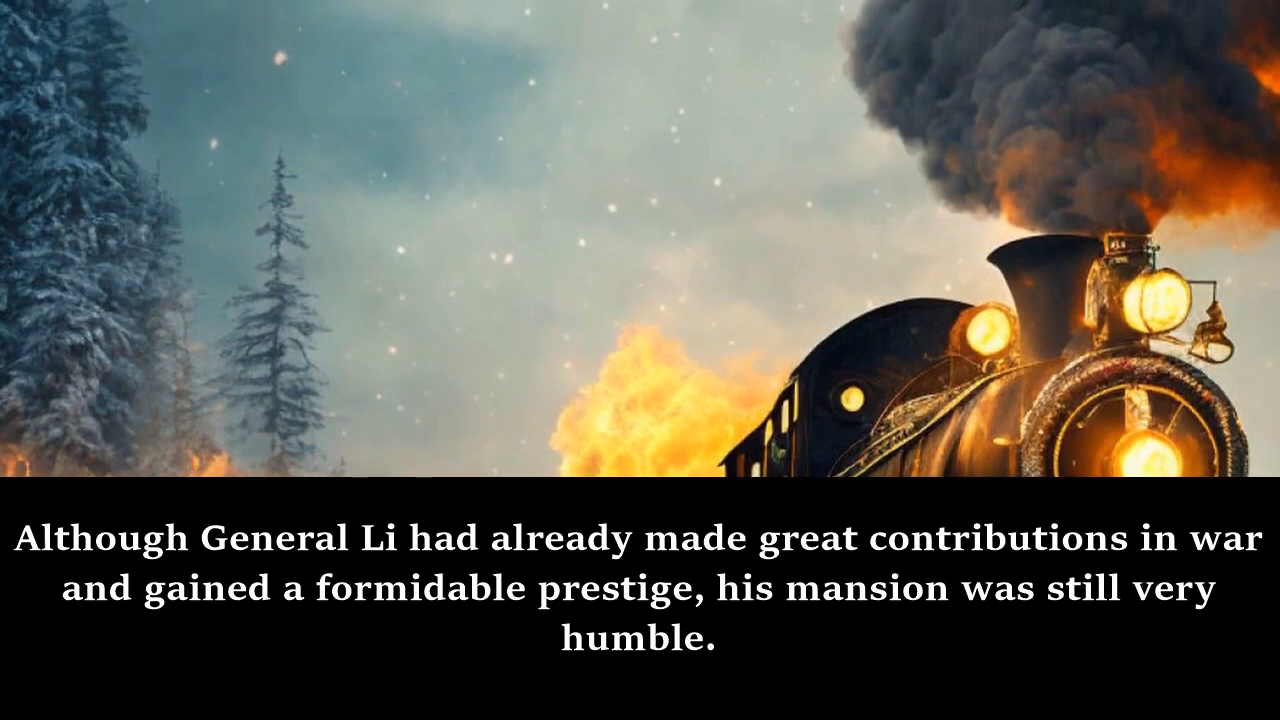 Although General Li had already made great contributions in war
and gained a formidable prestige, his mansion was still very
humble.